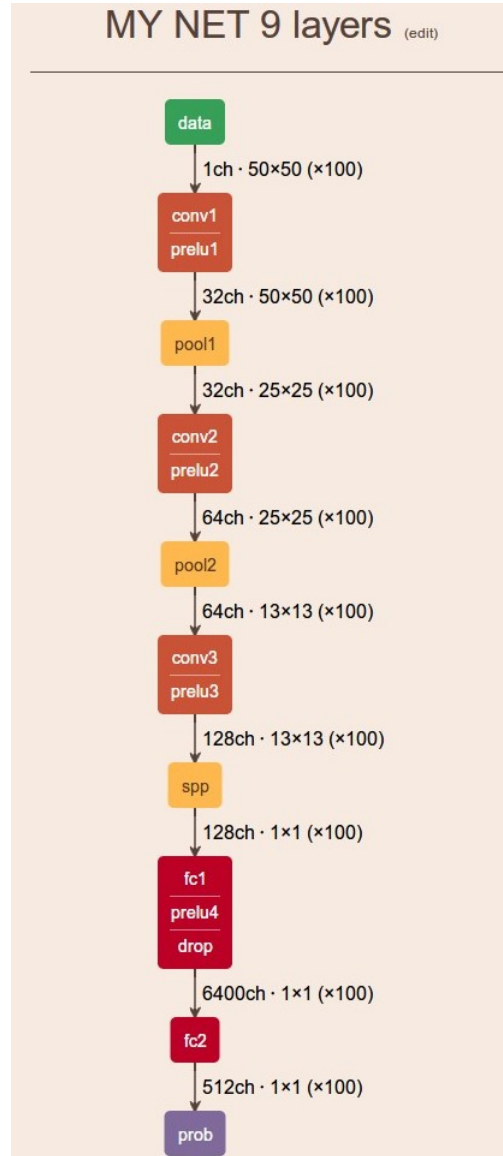 MY NET 9 layers (edit)
data
1ch · 50×50 (×100)
conv1
prelu1
32ch · 50×50 (×100)
pool1
32ch · 25×25 (×100)
conv2
prelu2
64ch · 25×25 (×100)
pool2
64ch · 13×13 (×100)
conv3
prelu3
128ch · 13×13 (×100)
spp
128ch · 1×1 (×100)
fc1
prelu4
drop
6400ch · 1×1 (×100)
fc2
512ch · 1×1 (×100)
prob